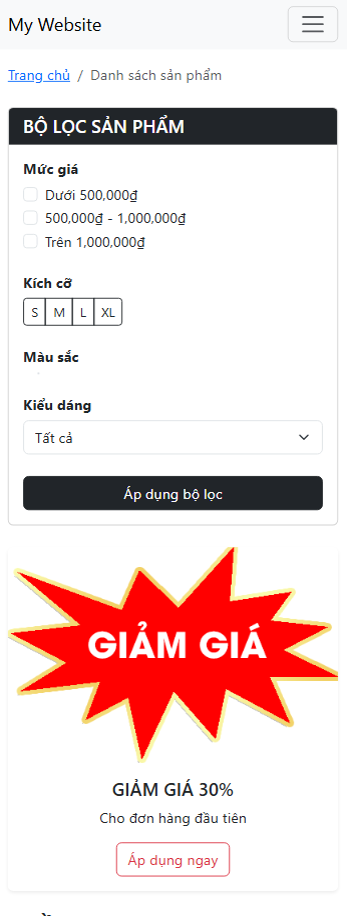 My Website
Trang chủ / Danh sách sản phẩm
BỘ LỌC SẢN PHẨM
Mức giá
Dưới 500,000₫
500,000₫ - 1,000,000₫
Trên 1,000,000₫
Kích cỡ
S M L XL
Màu sắc
Kiểu dáng
Tất cả
Áp dụng bộ lọc
GIẢM GIÁ
GIẢM GIÁ 30%
Cho đơn hàng đầu tiên
Áp dụng ngay